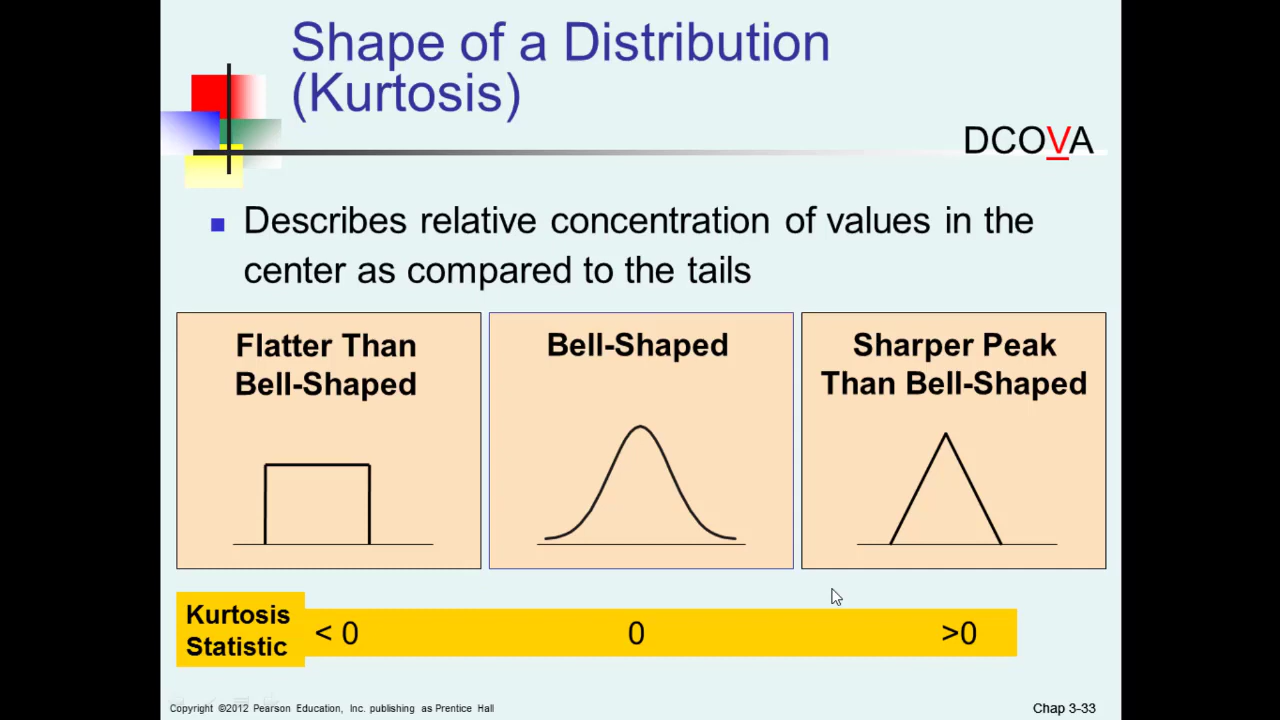 Shape of a Distribution
(Kurtosis)
DCOVA
Describes relative concentration of values in the
center as compared to the tails
Flatter Than
Bell-Shaped
Bell-Shaped
Sharper Peak
Than Bell-Shaped
Kurtosis
Statistic
< 0
0
>0
Copyright ©2012 Pearson Education, Inc. publishing as Prentice Hall
Chap 3-33